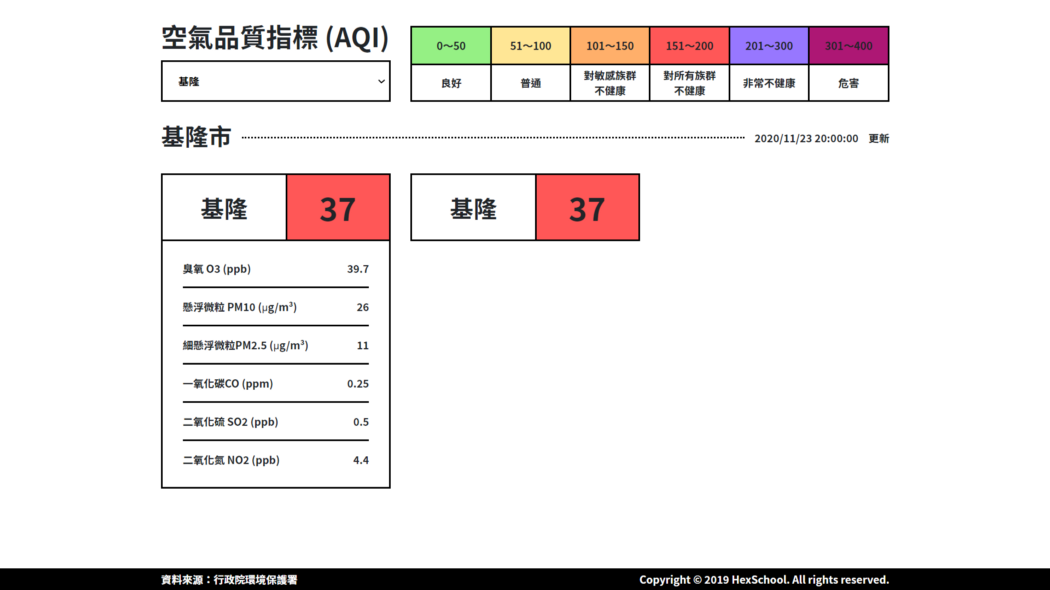 空氣品質指標 (AQI)
基隆
0～50 51～100 101～150 151～200 201～300 301～400
良好 普通 對敏感族群 不健康 對所有族群 不健康 非常不健康 危害
基隆市 2020/11/23 20:00:00 更新
基隆 37
臭氧 O3 (ppb) 39.7
懸浮微粒 PM10 (μg/m³) 26
細懸浮微粒PM2.5 (μg/m³) 11
一氧化碳CO (ppm) 0.25
二氧化硫 SO2 (ppb) 0.5
二氧化氮 NO2 (ppb) 4.4
基隆 37
資料來源：行政院環境保護署
Copyright © 2019 HexSchool. All rights reserved.